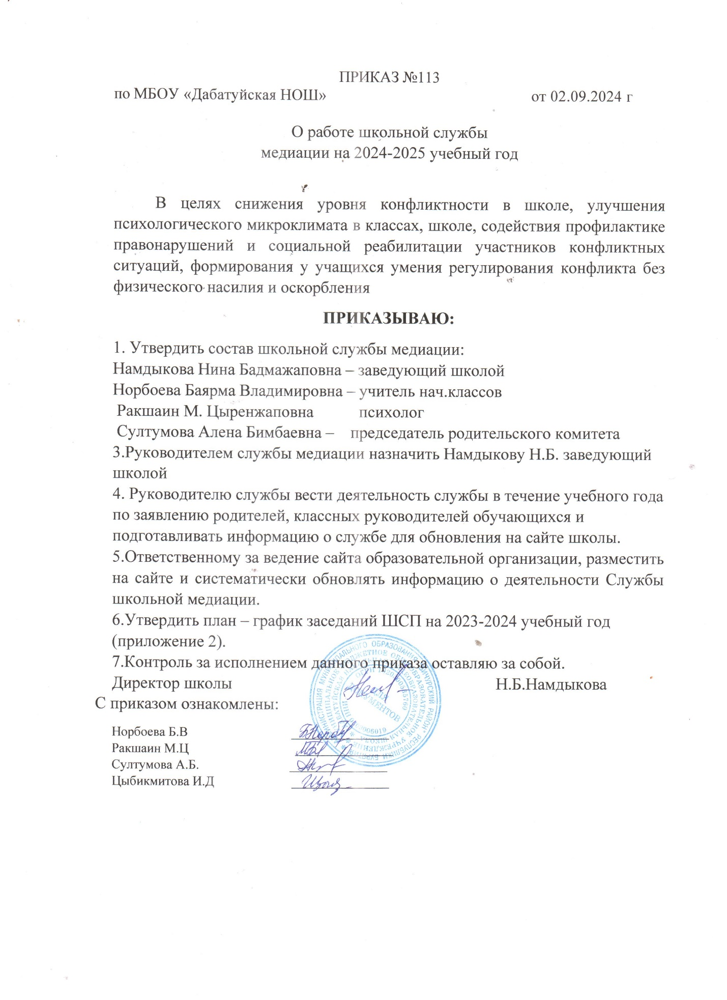 ПРИКАЗ №113
по МБОУ «Дабатуйская НОШ» от 02.09.2024 г
О работе школьной службы
медиации на 2024-2025 учебный год
В целях снижения уровня конфликтности в школе, улучшения
психологического микроклимата в классах, школе, содействия профилактике
правонарушений и социальной реабилитации участников конфликтных
ситуаций, формирования у учащихся умения регулирования конфликта без
физического насилия и оскорбления
ПРИКАЗЫВАЮ:
1. Утвердить состав школьной службы медиации:
Намдыкова Нина Бадмажаповна – заведующий школой
Норбоева Баярма Владимировна – учитель нач.классов
Ракшаин М. Цыренжаповна психолог
Султумова Алена Бимбаевна – председатель родительского комитета
3.Руководителем службы медиации назначить Намдыкову Н.Б. заведующий
школой
4. Руководителю службы вести деятельность службы в течение учебного года
по заявлению родителей, классных руководителей обучающихся и
подготавливать информацию о службе для обновления на сайте школы.
5.Ответственному за ведение сайта образовательной организации, разместить
на сайте и систематически обновлять информацию о деятельности Службы
школьной медиации.
6.Утвердить план – график заседаний ШСП на 2023-2024 учебный год
(приложение 2).
7.Контроль за исполнением данного приказа оставляю за собой.
Директор школы Н.Б.Намдыкова
С приказом ознакомлены:
Норбоева Б.В
Ракшаин М.Ц
Султумова А.Б.
Цыбикмитова И.Д